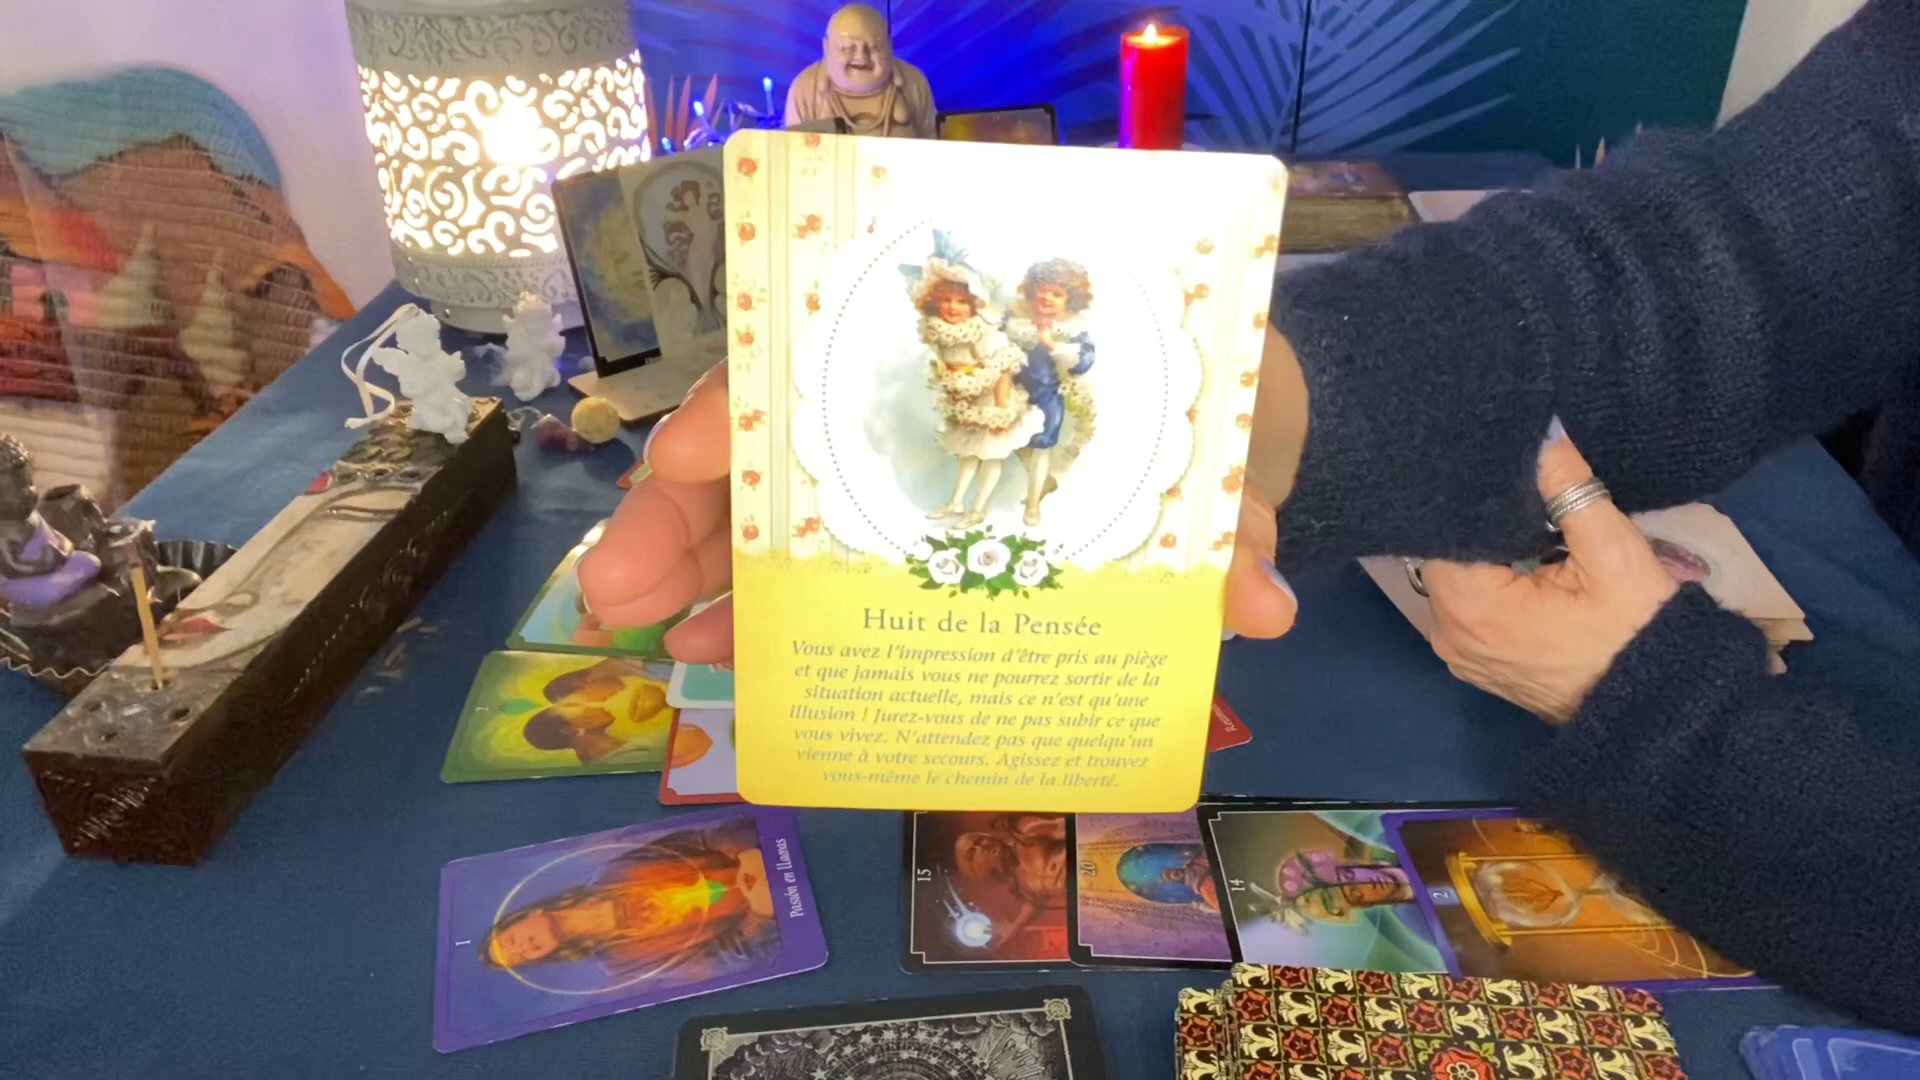 Huit de la Pensée
Vous avez l'impression d'être pris au piège
et que jamais vous ne pourrez sortir de la
situation actuelle, mais ce n'est qu'une
illusion ! Jurez-vous de ne pas subir ce que
vous vivez. N'attendez pas que quelqu'un
vienne à votre secours. Agissez et trouvez
vous-même le chemin de la liberté.
2
1
Pasión en llamas
15
20
14
2